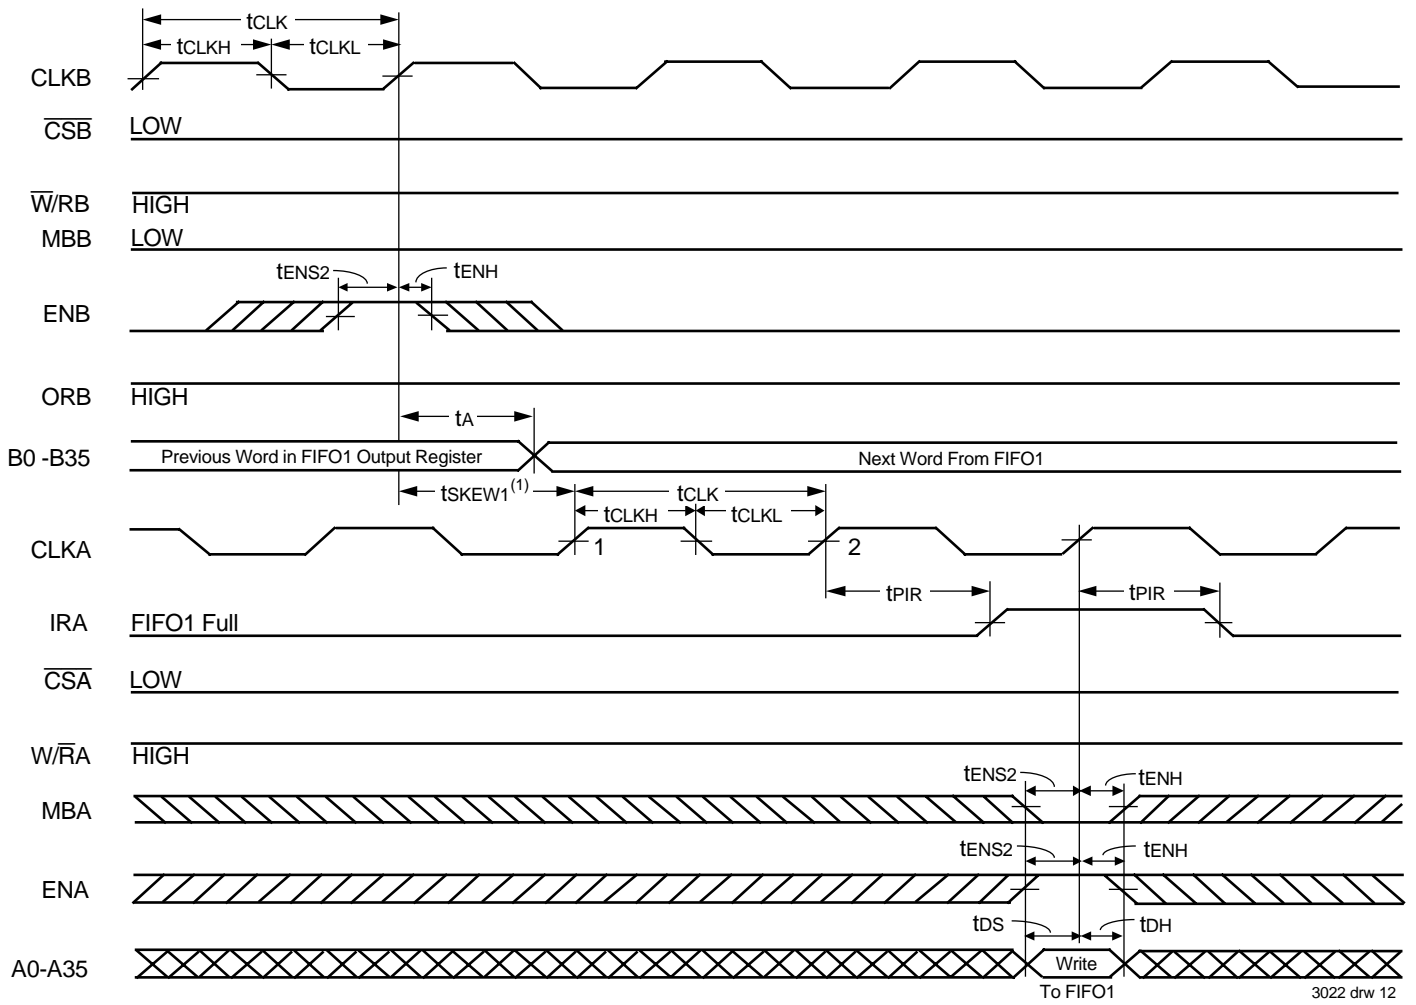 tCLK
tCLKH tCLKL
CLKB
CSB LOW
W/RB HIGH
MBB LOW
tENS2 tENH
ENB
ORB HIGH
tA
B0 -B35 Previous Word in FIFO1 Output Register Next Word From FIFO1
tSKEW1(1) tCLK
tCLKH tCLKL
CLKA 1 2
tPIR tPIR
IRA FIFO1 Full
CSA LOW
W/RA HIGH
tENS2 tENH
MBA
tENS2 tENH
ENA
tDS tDH
A0-A35 Write
To FIFO1 3022 drw 12